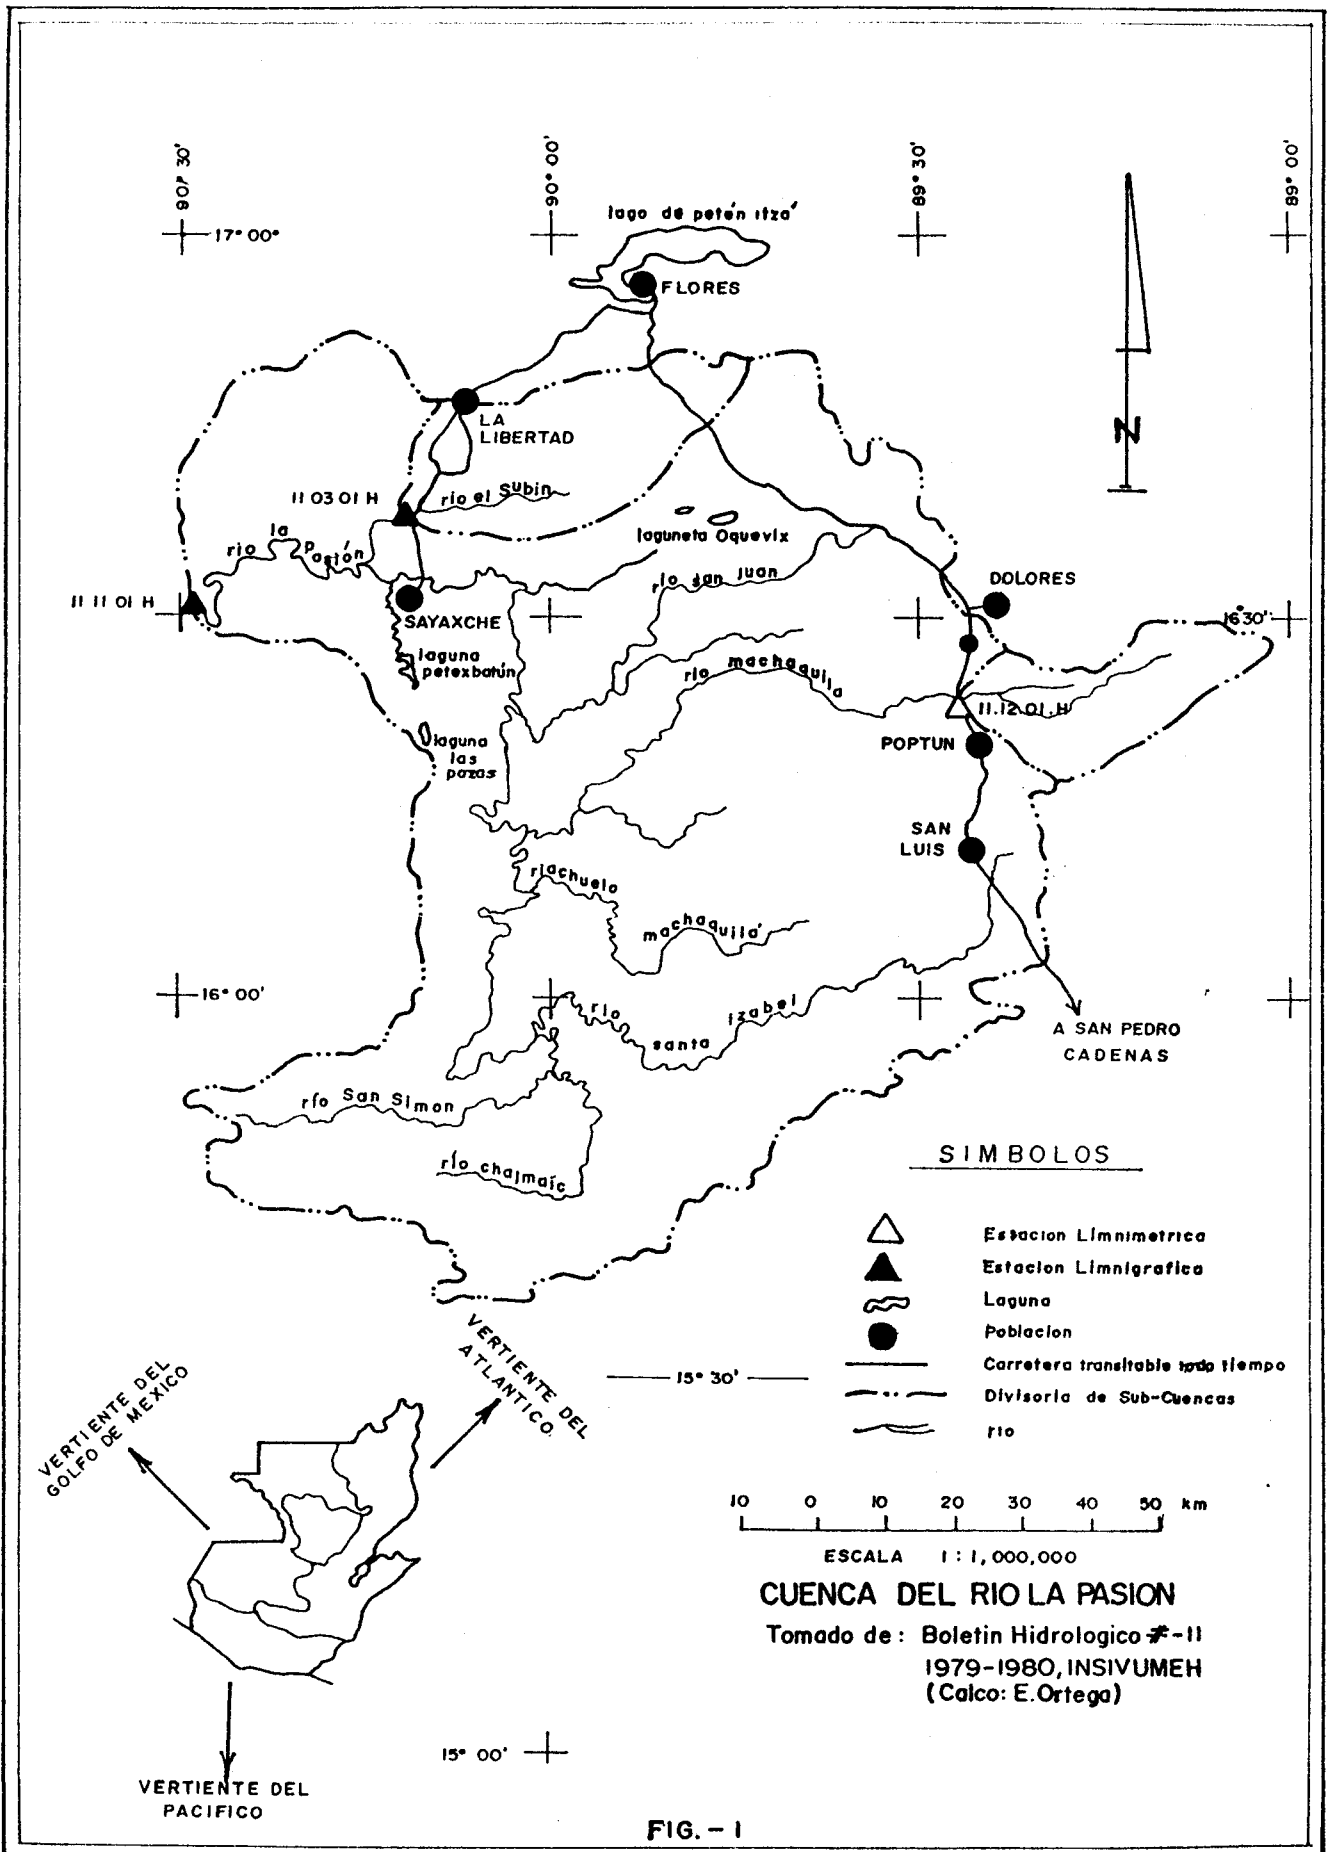 90° 30'
90° 00'
89° 30'
89° 00'
17° 00°
lago de petén itzá
FLORES
LA
LIBERTAD
11 03 01 H
rio el Subin
rio la Pasión
laguneta Oquevix
rio san juan
DOLORES
11 11 01 H
SAYAXCHE
16° 30'
laguna
petexbatún
rio machaquila
11.12.01.H
laguna
las
pozas
POPTUN
SAN
LUIS
riachuelo
machaquilá
16° 00'
rio
santa
izabel
A SAN PEDRO
CADENAS
río San Simon
río chajmaíc
SIMBOLOS
Estacion Limnimetrica
Estacion Limnigrafica
Laguna
Poblacion
Carretera transitable todo tiempo
Divisoria de Sub-Cuencas
rio
15° 30'
VERTIENTE DEL
ATLANTICO.
VERTIENTE DEL
GOLFO DE MEXICO
10 0 10 20 30 40 50 km
ESCALA 1:1,000,000
CUENCA DEL RIO LA PASION
Tomado de: Boletin Hidrologico #-11
1979-1980, INSIVUMEH
(Calco: E.Ortega)
15° 00'
VERTIENTE DEL
PACIFICO
N
FIG. - 1